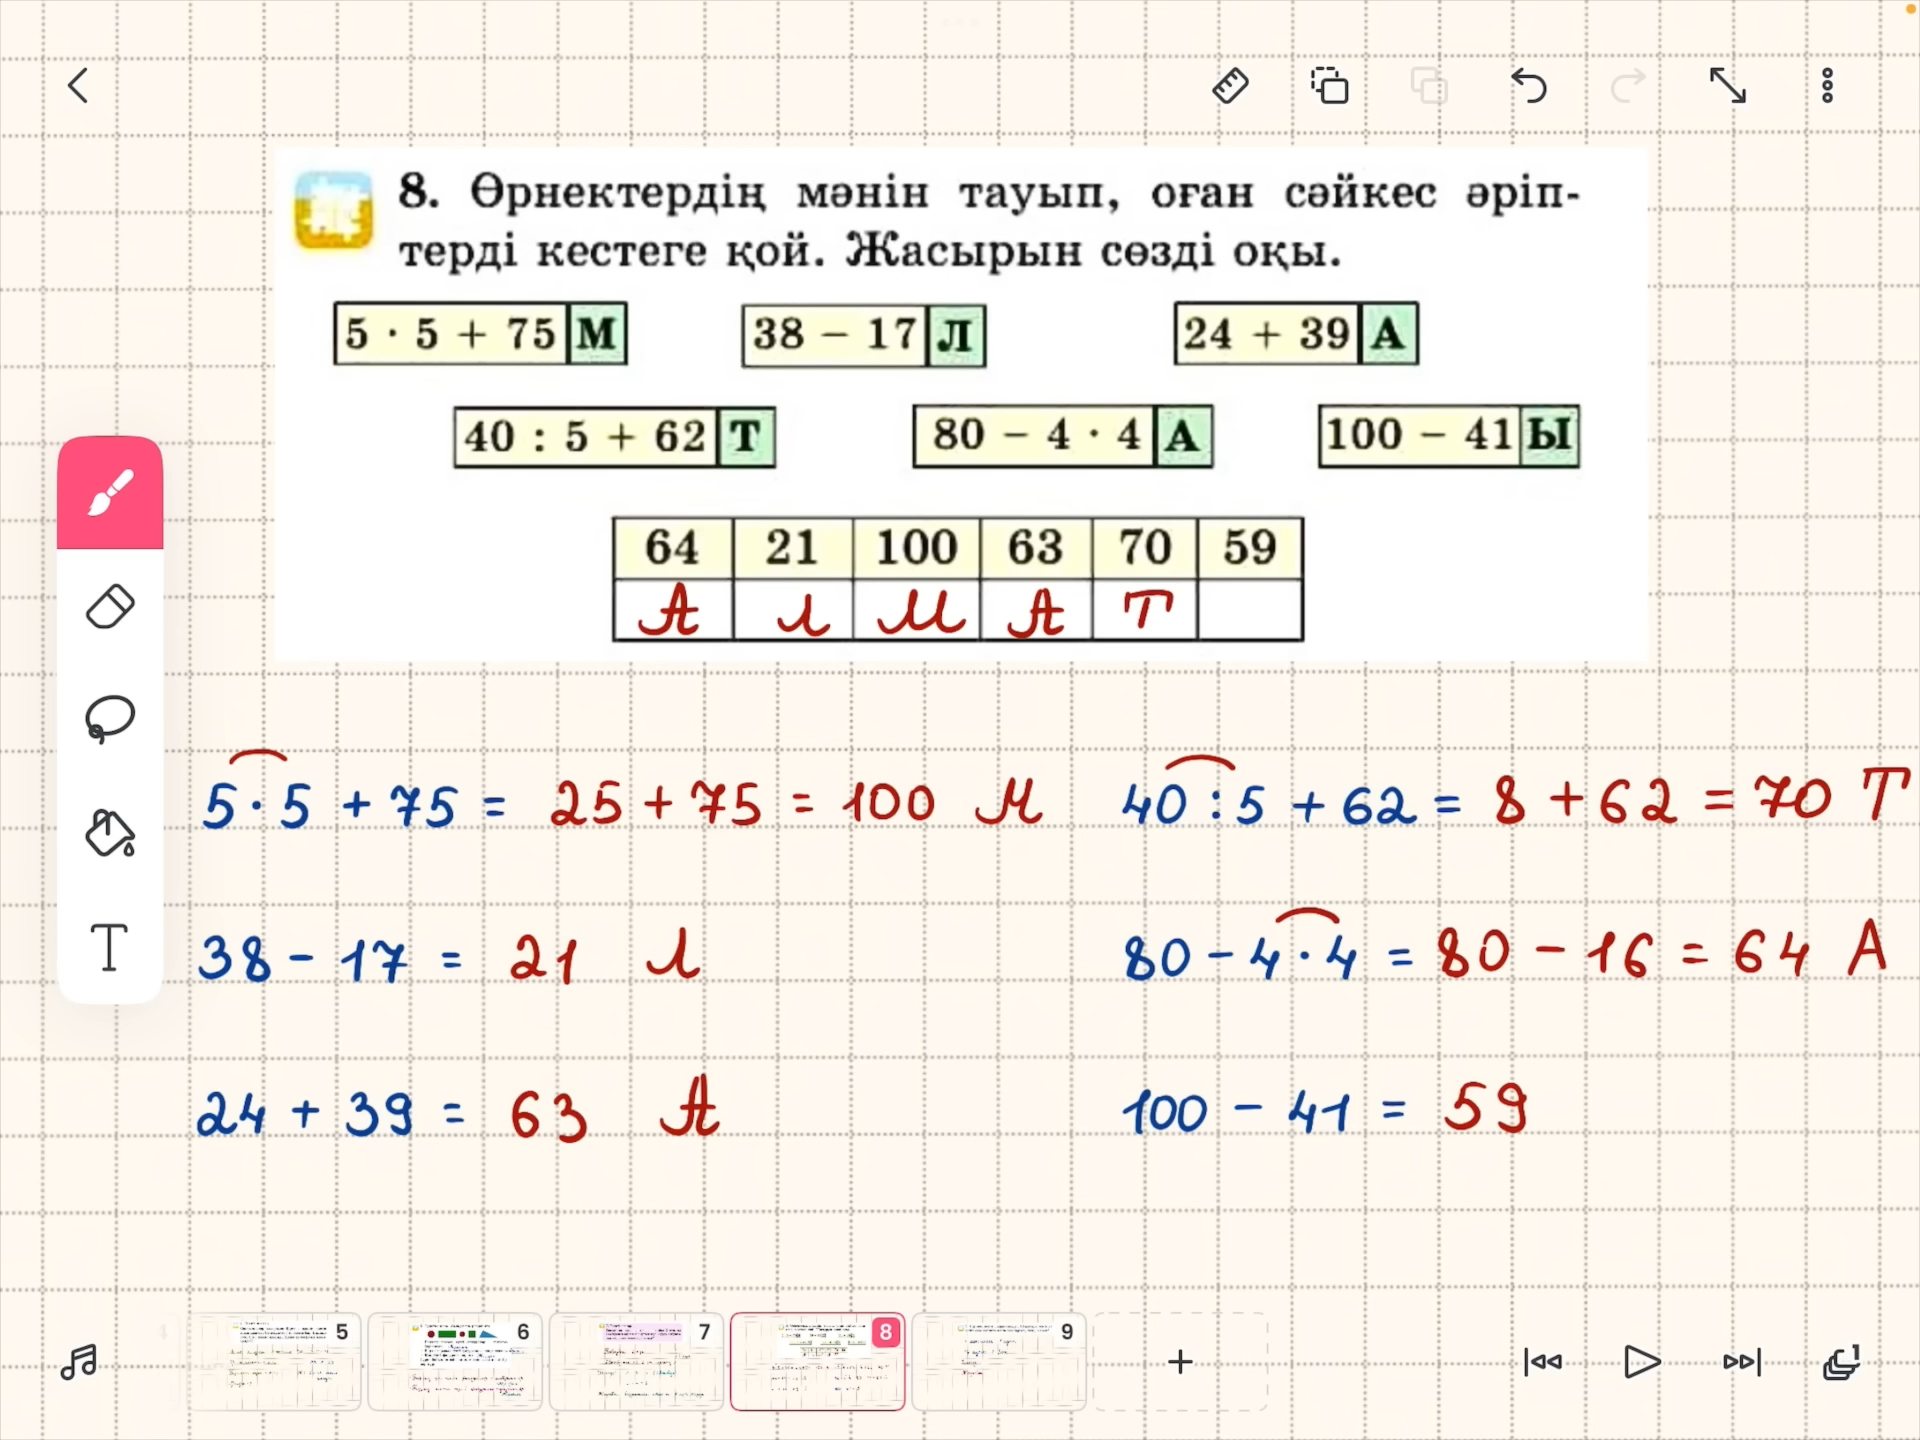 8. Өрнектердің мәнін тауып, оған сәйкес әріп-
терді кестеге қой. Жасырын сөзді оқы.
5 · 5 + 75 М 38 − 17 Л 24 + 39 А
40 : 5 + 62 Т 80 − 4 · 4 А 100 − 41 Ы
64 21 100 63 70 59
А Л М А Т
5 · 5 + 75 = 25 + 75 = 100 М
40 : 5 + 62 = 8 + 62 = 70 Т
38 − 17 = 21 Л
80 − 4 · 4 = 80 − 16 = 64 А
24 + 39 = 63 А
100 − 41 = 59
T
5 6 7 8 9
+
1